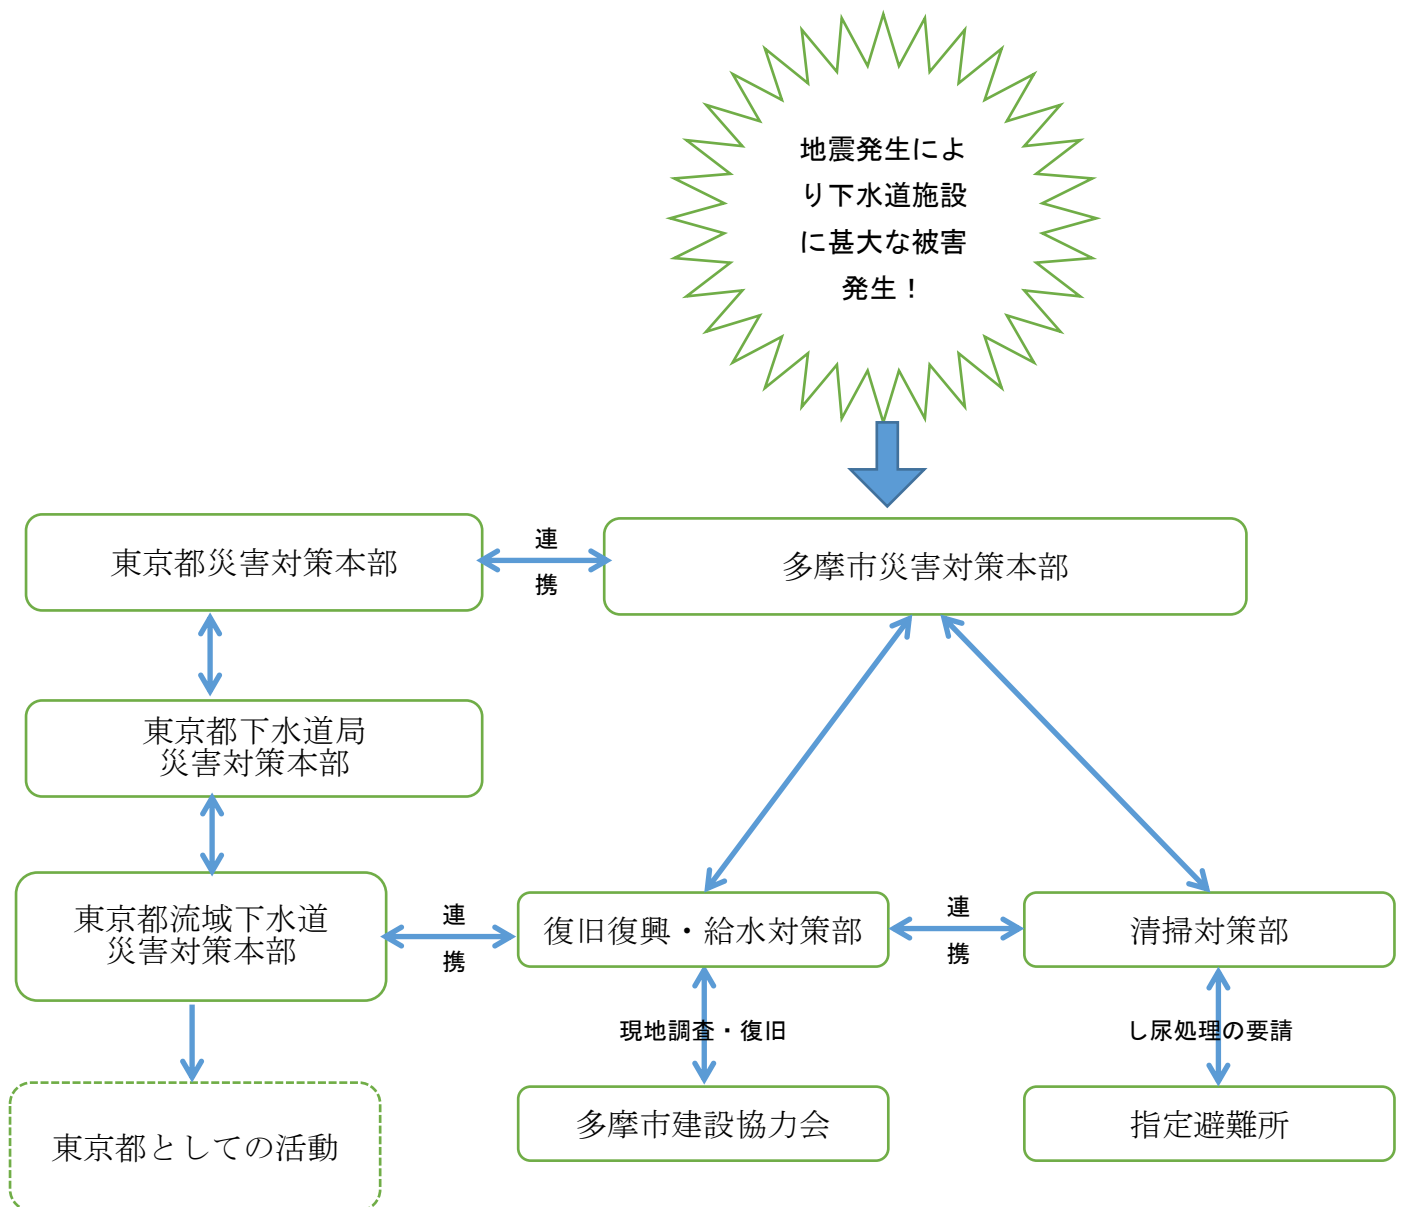 地震発生によ
り下水道施設
に甚大な被害
発生！
東京都災害対策本部
連
携
多摩市災害対策本部
東京都下水道局
災害対策本部
東京都流域下水道
災害対策本部
連
携
復旧復興・給水対策部
連
携
清掃対策部
現地調査・復旧
し尿処理の要請
東京都としての活動
多摩市建設協力会
指定避難所